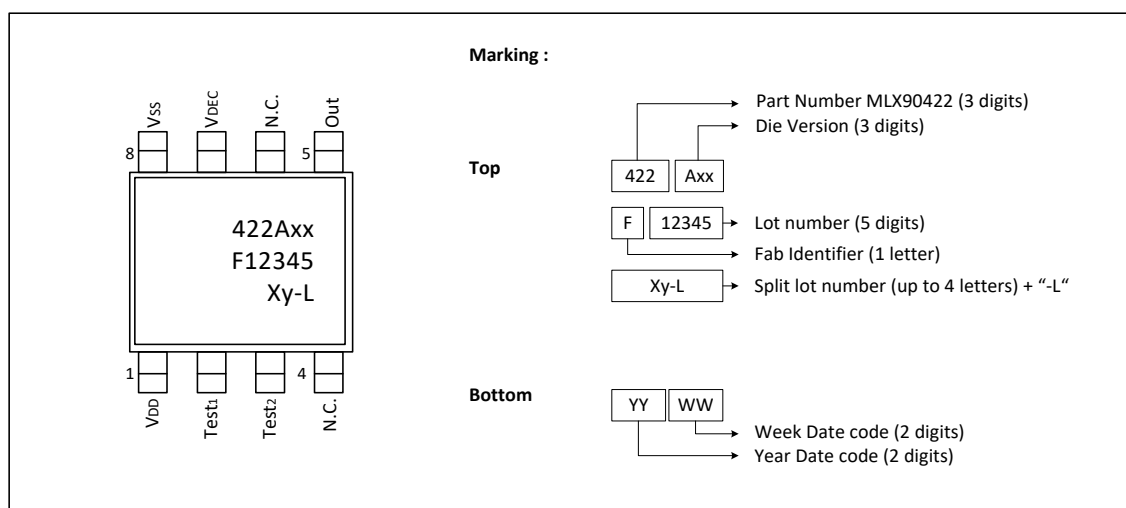 Marking :
Vss
VDEC
N.C.
Out
8
5
422Axx
F12345
Xy-L
1
4
VDD
Test1
Test2
N.C.
Part Number MLX90422 (3 digits)
Die Version (3 digits)
Top
422 Axx
F 12345 Lot number (5 digits)
Fab Identifier (1 letter)
Xy-L Split lot number (up to 4 letters) + “-L“
Bottom
YY WW
Week Date code (2 digits)
Year Date code (2 digits)